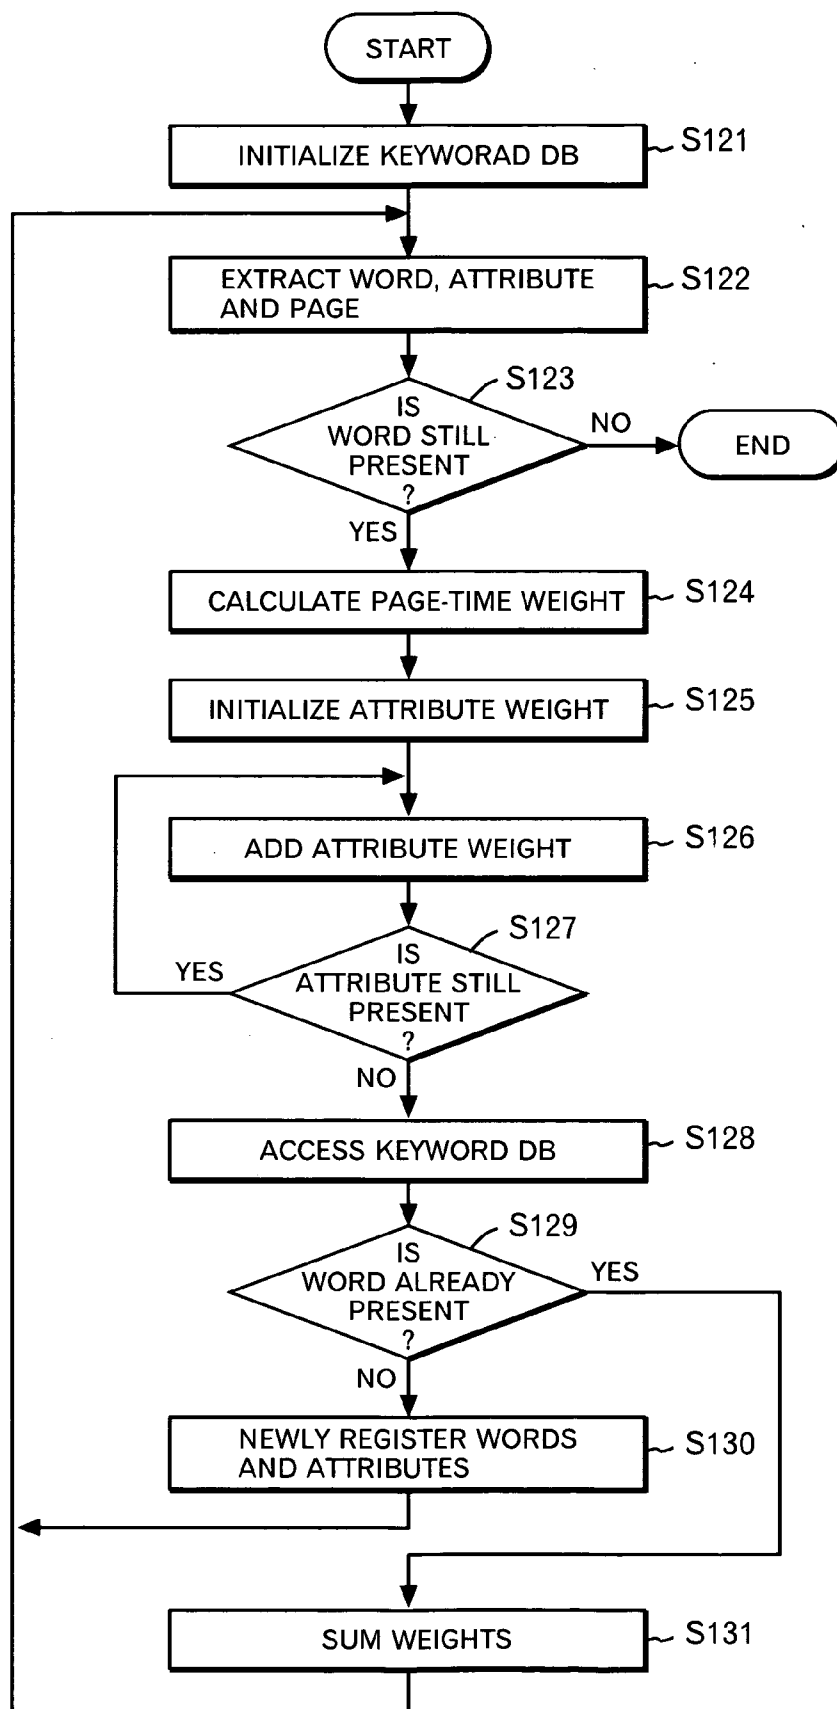 START
INITIALIZE KEYWORAD DB
S121
EXTRACT WORD, ATTRIBUTE
AND PAGE
S122
S123
IS
WORD STILL
PRESENT
?
NO
END
YES
CALCULATE PAGE-TIME WEIGHT
S124
INITIALIZE ATTRIBUTE WEIGHT
S125
ADD ATTRIBUTE WEIGHT
S126
S127
IS
ATTRIBUTE STILL
PRESENT
?
YES
NO
ACCESS KEYWORD DB
S128
S129
IS
WORD ALREADY
PRESENT
?
YES
NO
NEWLY REGISTER WORDS
AND ATTRIBUTES
S130
SUM WEIGHTS
S131